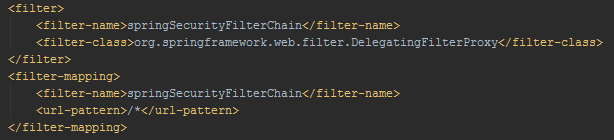 <filter>
    <filter-name>springSecurityFilterChain</filter-name>
    <filter-class>org.springframework.web.filter.DelegatingFilterProxy</filter-class>
</filter>
<filter-mapping>
    <filter-name>springSecurityFilterChain</filter-name>
    <url-pattern>/*</url-pattern>
</filter-mapping>